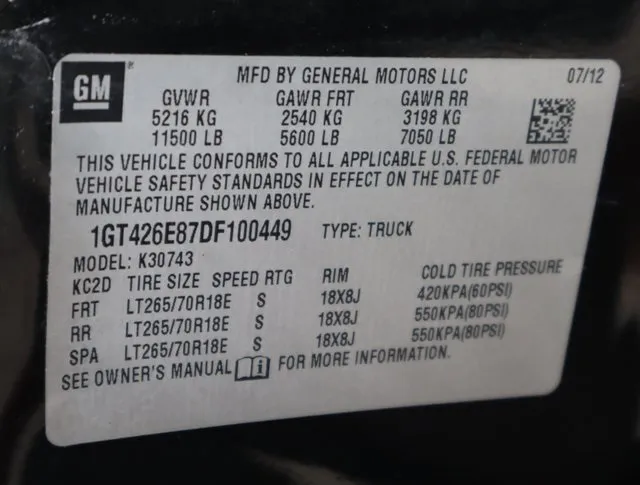 GM
MFD BY GENERAL MOTORS LLC 07/12
GVWR GAWR FRT GAWR RR
5216 KG 2540 KG 3198 KG
11500 LB 5600 LB 7050 LB
THIS VEHICLE CONFORMS TO ALL APPLICABLE U.S. FEDERAL MOTOR
VEHICLE SAFETY STANDARDS IN EFFECT ON THE DATE OF
MANUFACTURE SHOWN ABOVE.
1GT426E87DF100449 TYPE: TRUCK
MODEL: K30743
KC2D TIRE SIZE SPEED RTG RIM COLD TIRE PRESSURE
FRT LT265/70R18E S 18X8J 420KPA(60PSI)
RR LT265/70R18E S 18X8J 550KPA(80PSI)
SPA LT265/70R18E S 18X8J 550KPA(80PSI)
SEE OWNER'S MANUAL i FOR MORE INFORMATION.